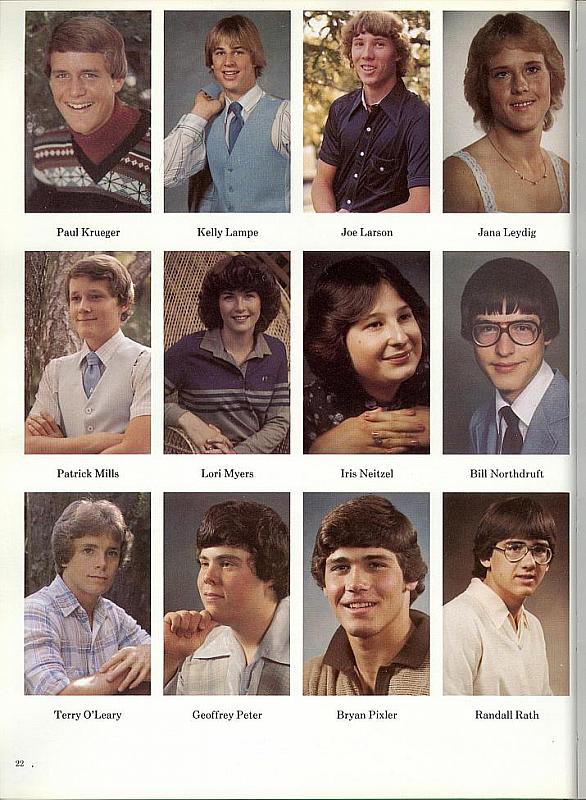 Paul Krueger Kelly Lampe Joe Larson Jana Leydig
Patrick Mills Lori Myers Iris Neitzel Bill Northdruft
Terry O'Leary Geoffrey Peter Bryan Pixler Randall Rath
22